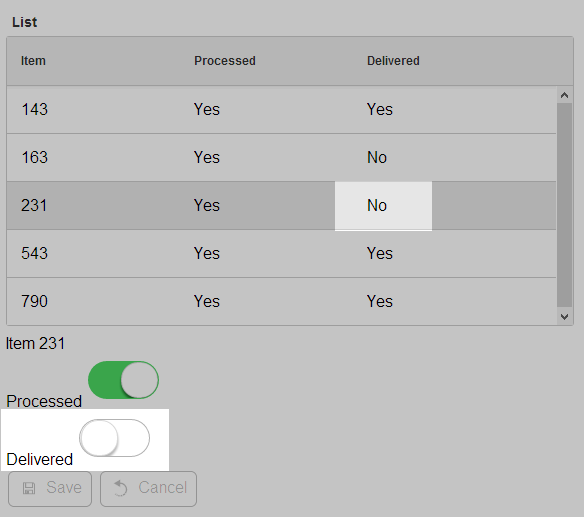 List
Item Processed Delivered
143 Yes Yes
163 Yes No
231 Yes No
543 Yes Yes
790 Yes Yes
Item 231
Processed
Delivered
Save Cancel